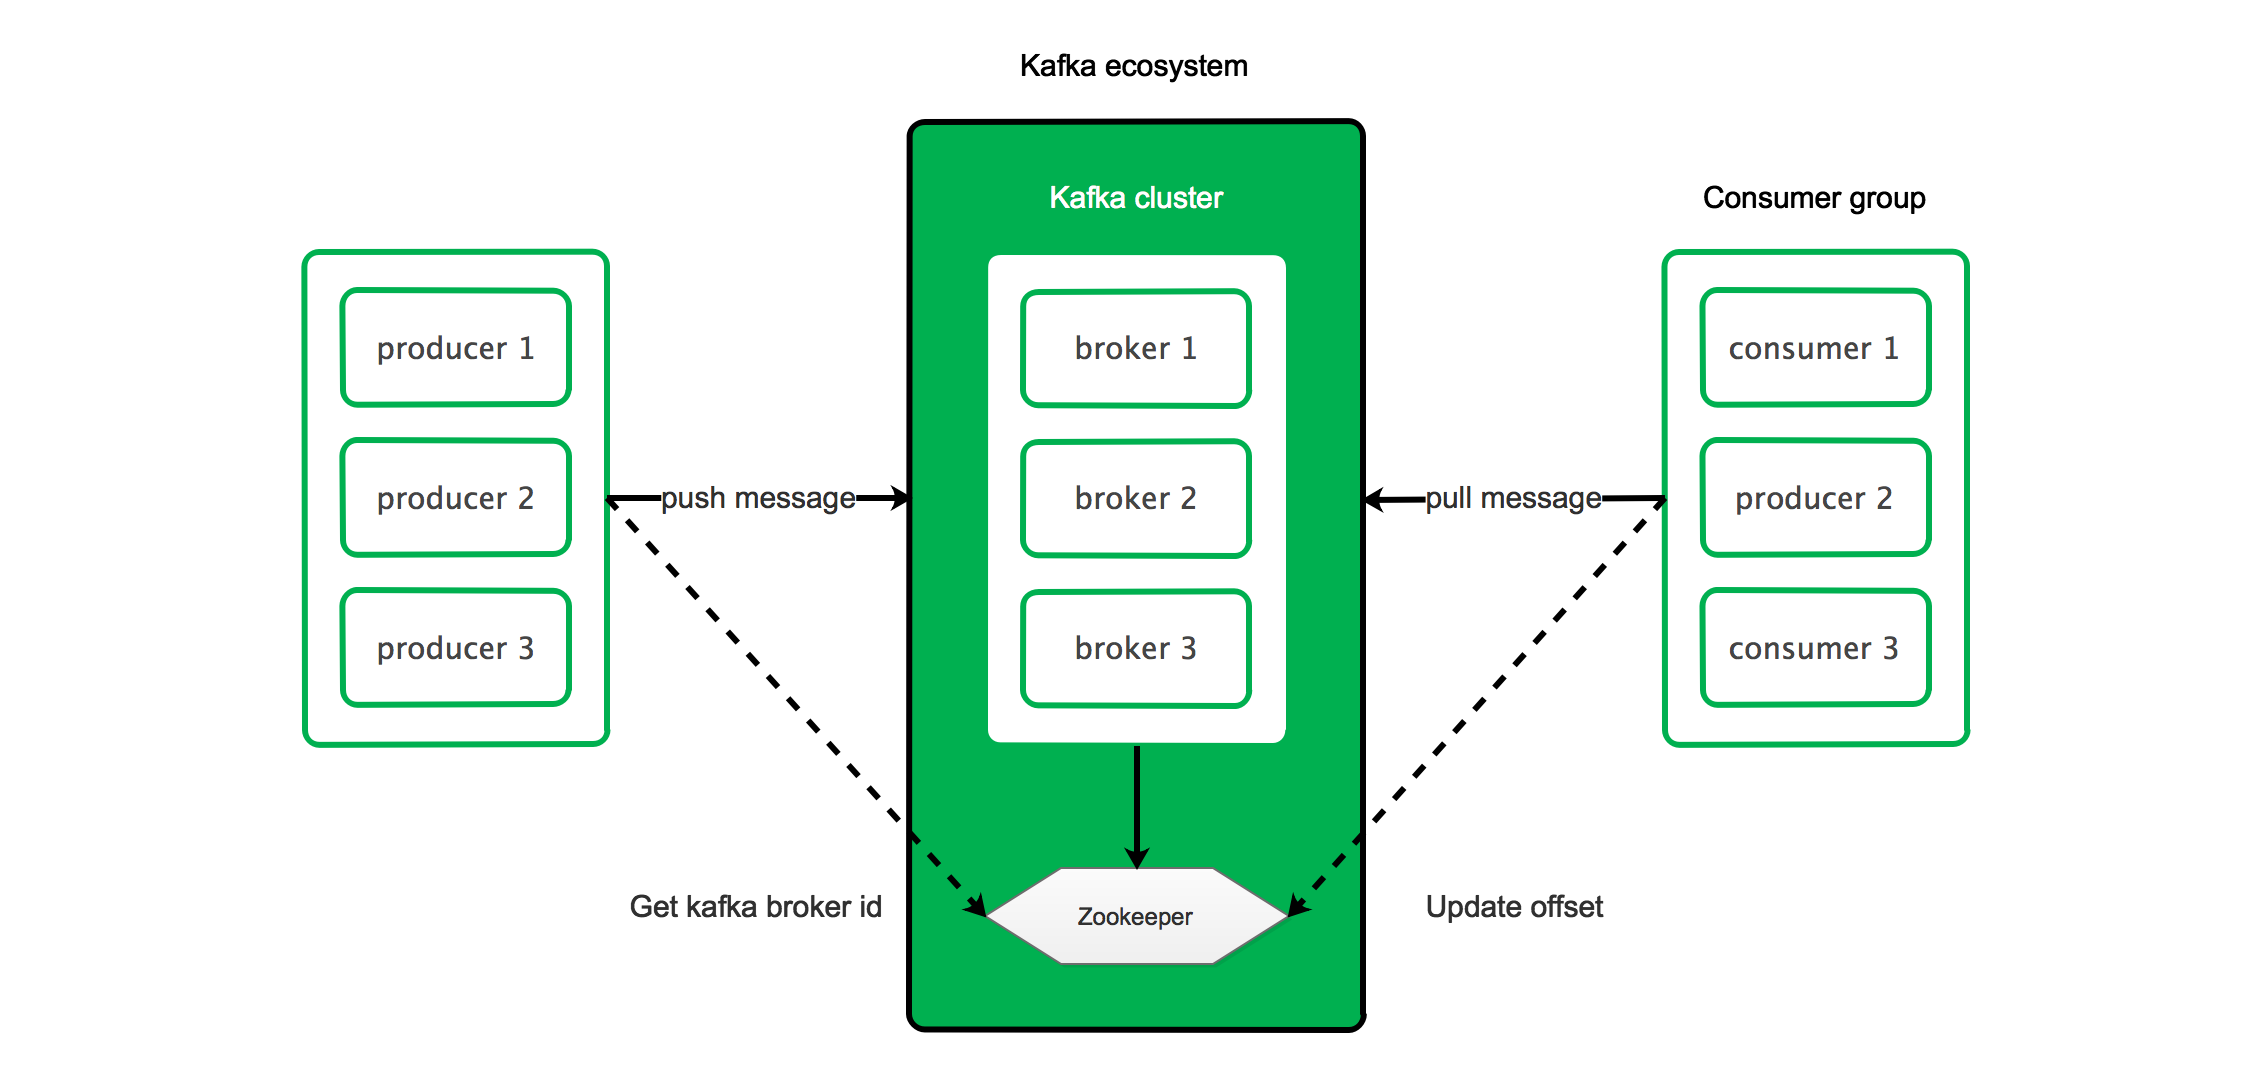 Kafka ecosystem
Kafka cluster
Consumer group
producer 1
producer 2
producer 3
push message
broker 1
broker 2
broker 3
pull message
consumer 1
producer 2
consumer 3
Get kafka broker id
Zookeeper
Update offset